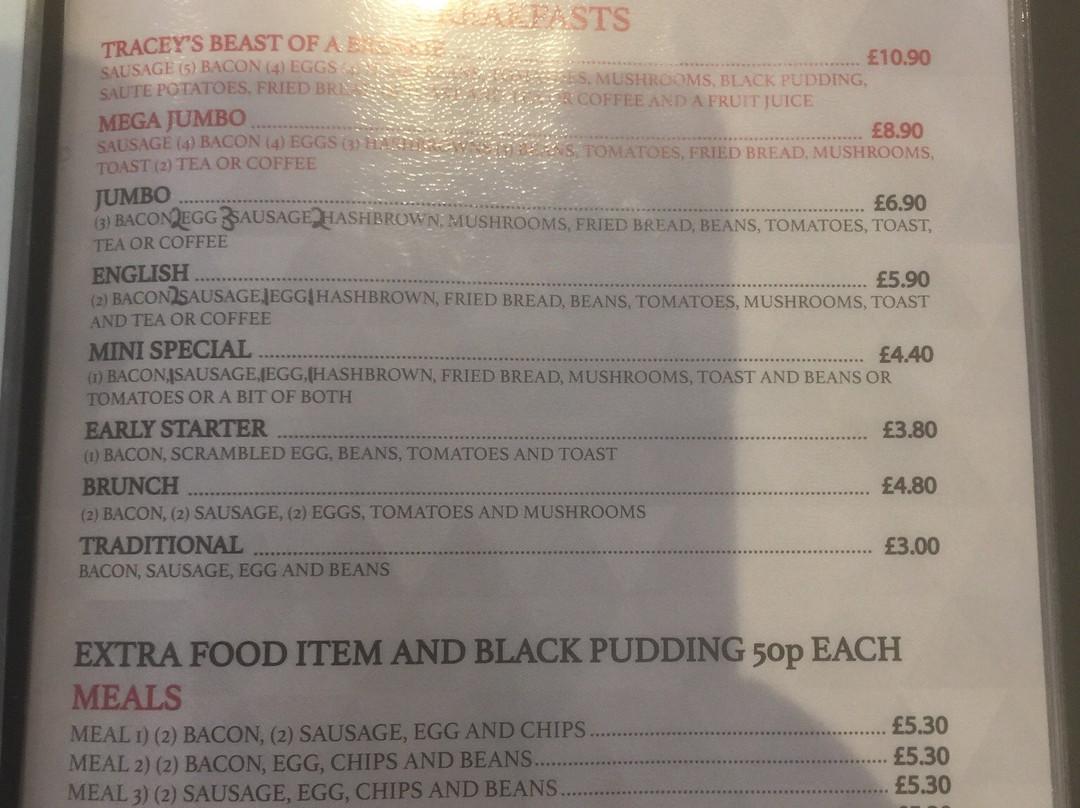 BREAKFASTS
TRACEY'S BEAST OF A £10.90
SAUSAGE (5) BACON (4) EGGS MUSHROOMS, BLACK PUDDING,
SAUTE POTATOES, FRIED COFFEE AND A FRUIT JUICE
MEGA JUMBO £8.90
SAUSAGE (4) BACON (4) EGGS (3) HASHBROWNS BEANS, TOMATOES, FRIED BREAD, MUSHROOMS,
TOAST (2) TEA OR COFFEE
JUMBO £6.90
(3) BACON 2 EGG 3 SAUSAGE 2 HASHBROWN, MUSHROOMS, FRIED BREAD, BEANS, TOMATOES, TOAST,
TEA OR COFFEE
ENGLISH £5.90
(2) BACON 2 SAUSAGE, 1 EGG 1 HASHBROWN, FRIED BREAD, BEANS, TOMATOES, MUSHROOMS, TOAST
AND TEA OR COFFEE
MINI SPECIAL £4.40
(1) BACON, 1 SAUSAGE, 1 EGG, 1 HASHBROWN, FRIED BREAD, MUSHROOMS, TOAST AND BEANS OR
TOMATOES OR A BIT OF BOTH
EARLY STARTER £3.80
(1) BACON, SCRAMBLED EGG, BEANS, TOMATOES AND TOAST
BRUNCH £4.80
(2) BACON, (2) SAUSAGE, (2) EGGS, TOMATOES AND MUSHROOMS
TRADITIONAL £3.00
BACON, SAUSAGE, EGG AND BEANS
EXTRA FOOD ITEM AND BLACK PUDDING 50p EACH
MEALS
MEAL 1) (2) BACON, (2) SAUSAGE, EGG AND CHIPS £5.30
MEAL 2) (2) BACON, EGG, CHIPS AND BEANS £5.30
MEAL 3) (2) SAUSAGE, EGG, CHIPS AND BEANS £5.30